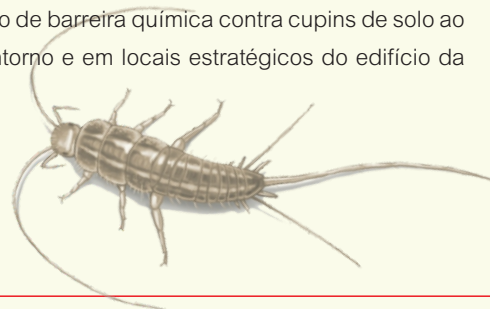 o de barreira química contra cupins de solo ao
torno e em locais estratégicos do edifício da